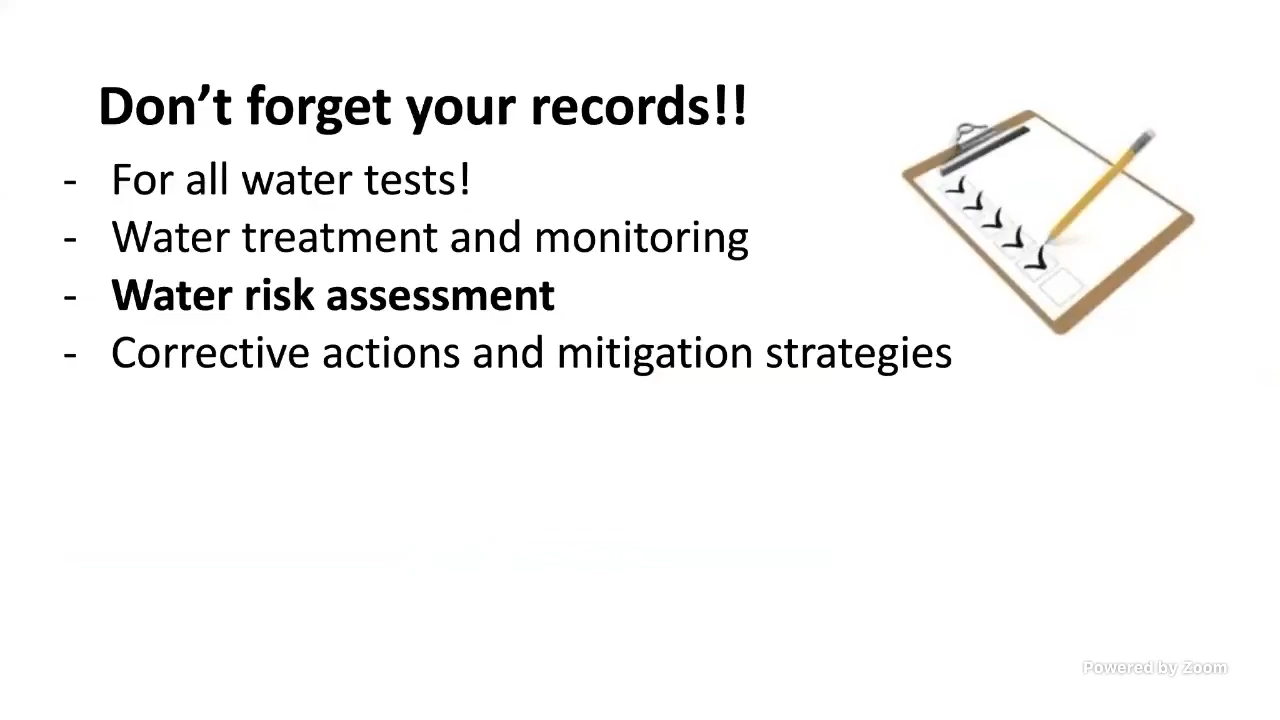 Don’t forget your records!!
- For all water tests!
- Water treatment and monitoring
- Water risk assessment
- Corrective actions and mitigation strategies
Powered by Zoom